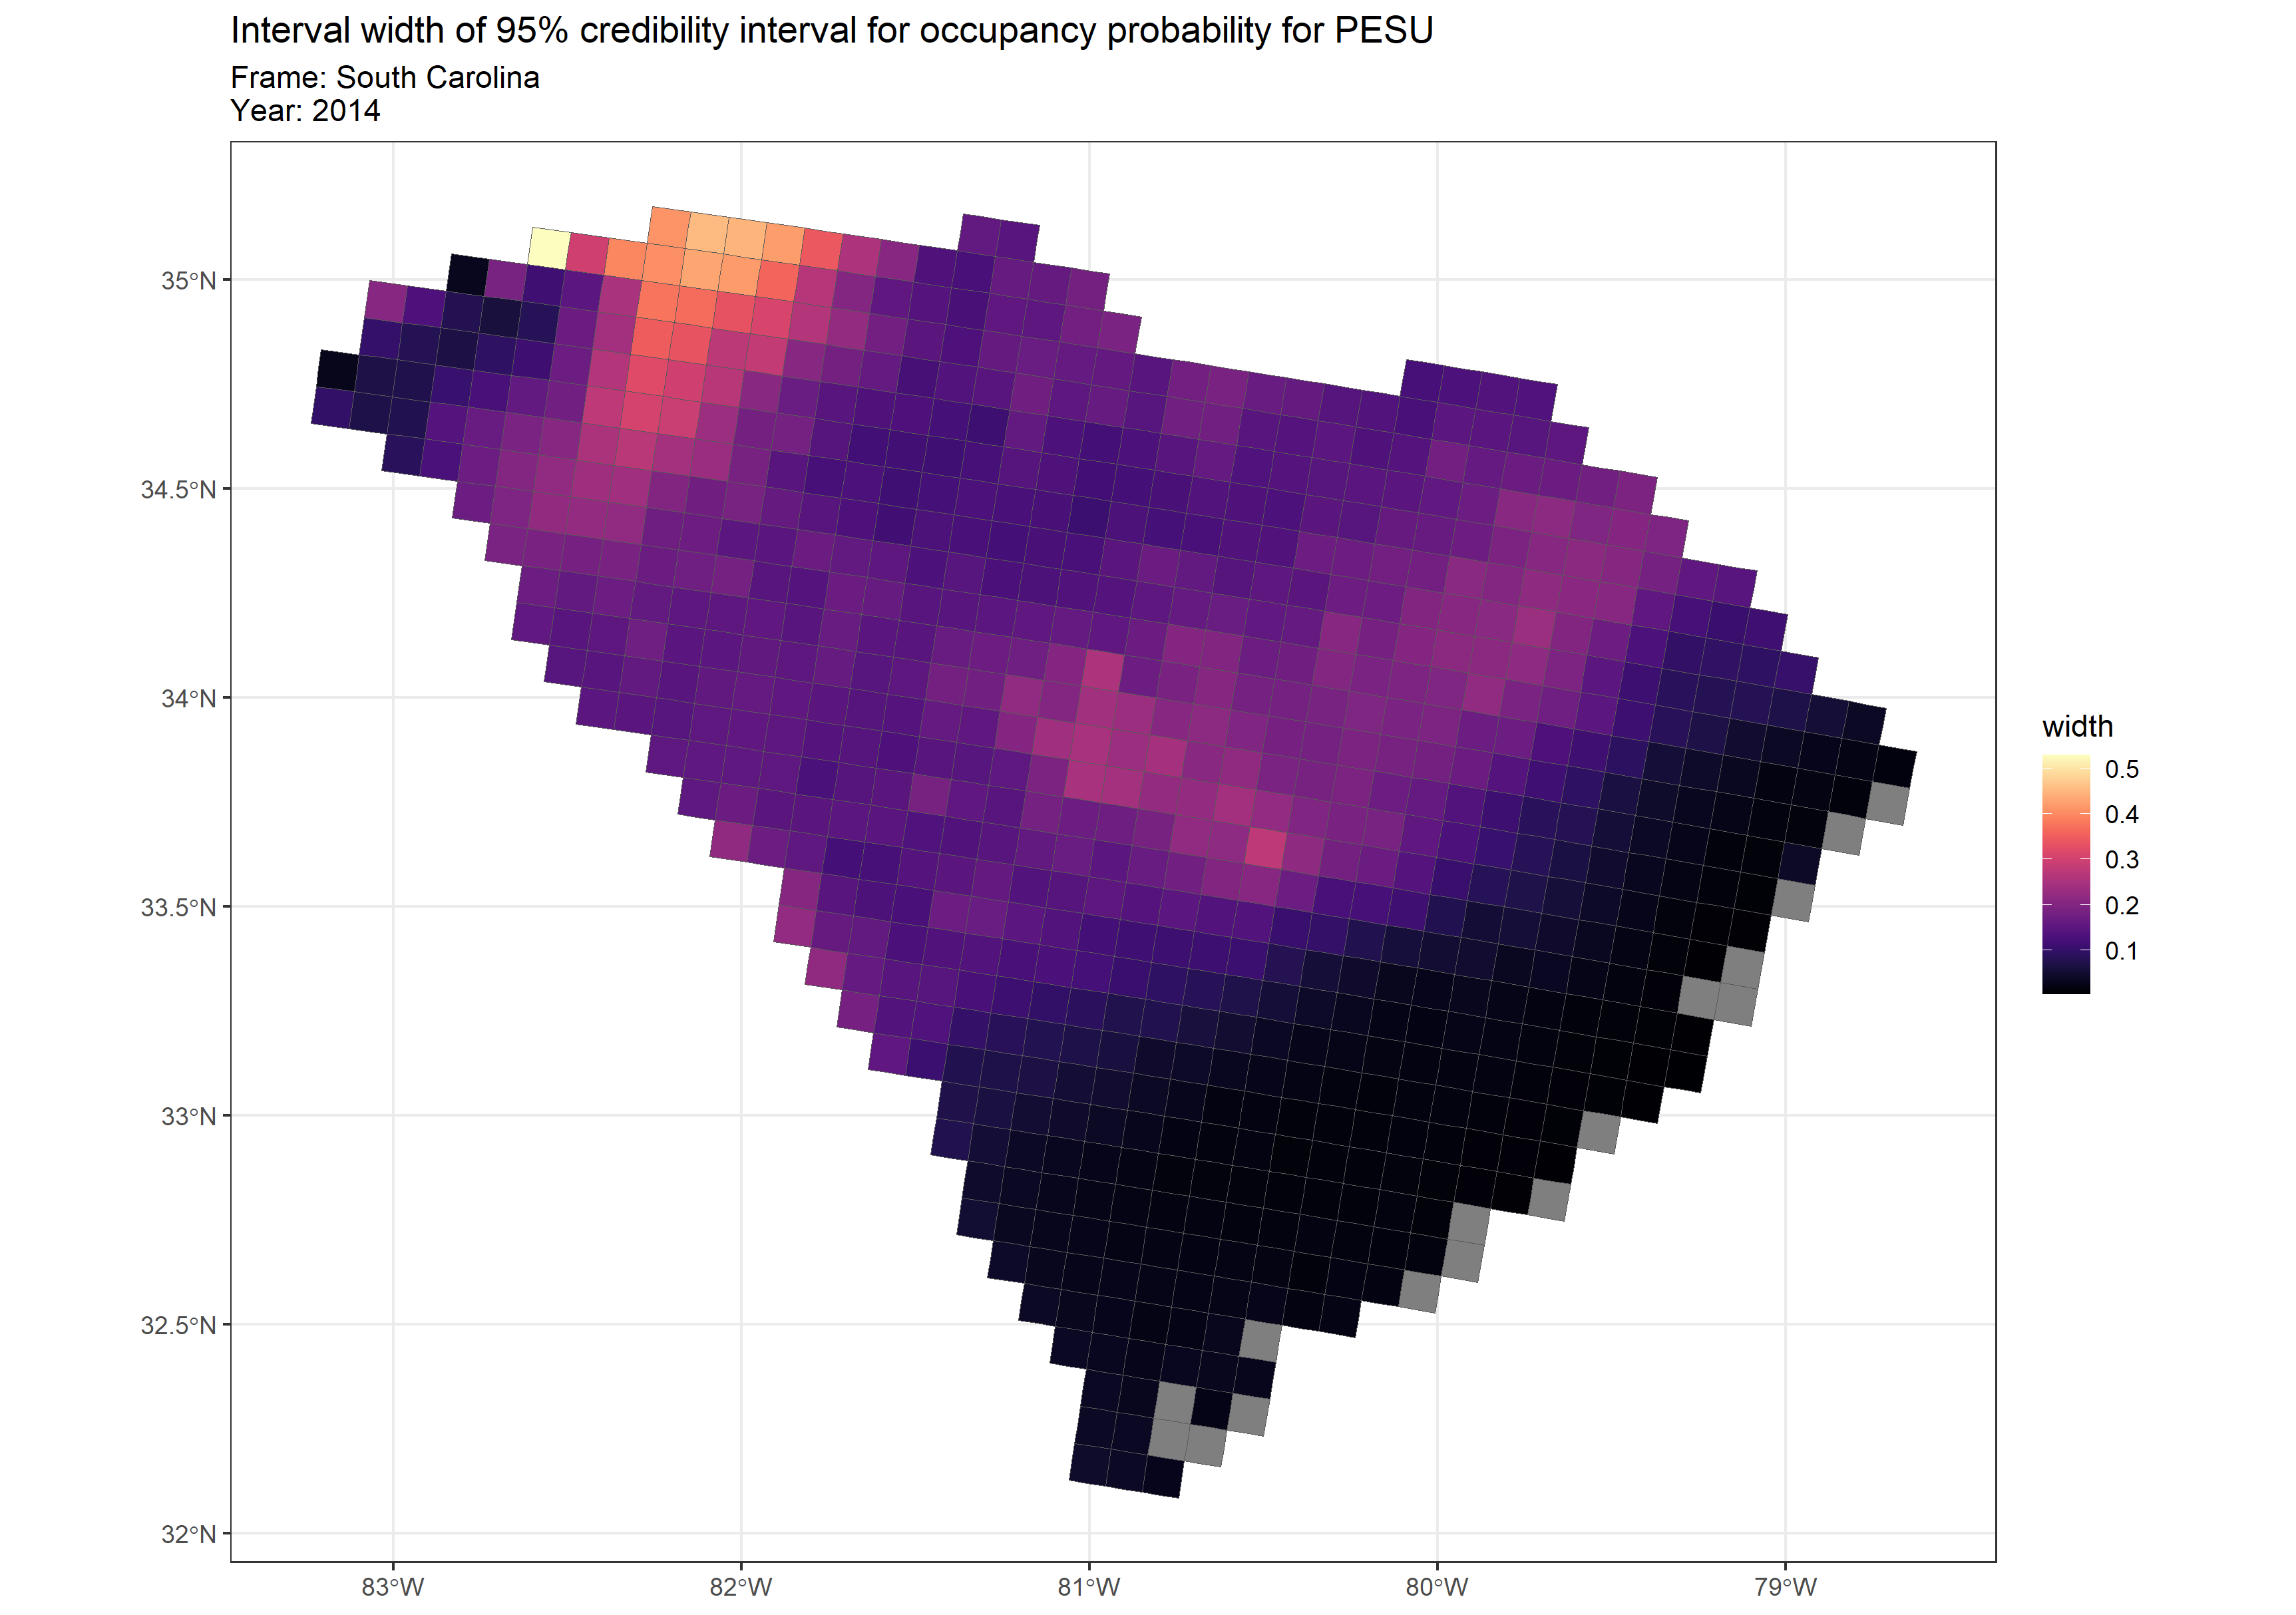 Interval width of 95% credibility interval for occupancy probability for PESU
Frame: South Carolina
Year: 2014
35°N
34.5°N
34°N
33.5°N
33°N
32.5°N
32°N
83°W
82°W
81°W
80°W
79°W
width
0.5
0.4
0.3
0.2
0.1